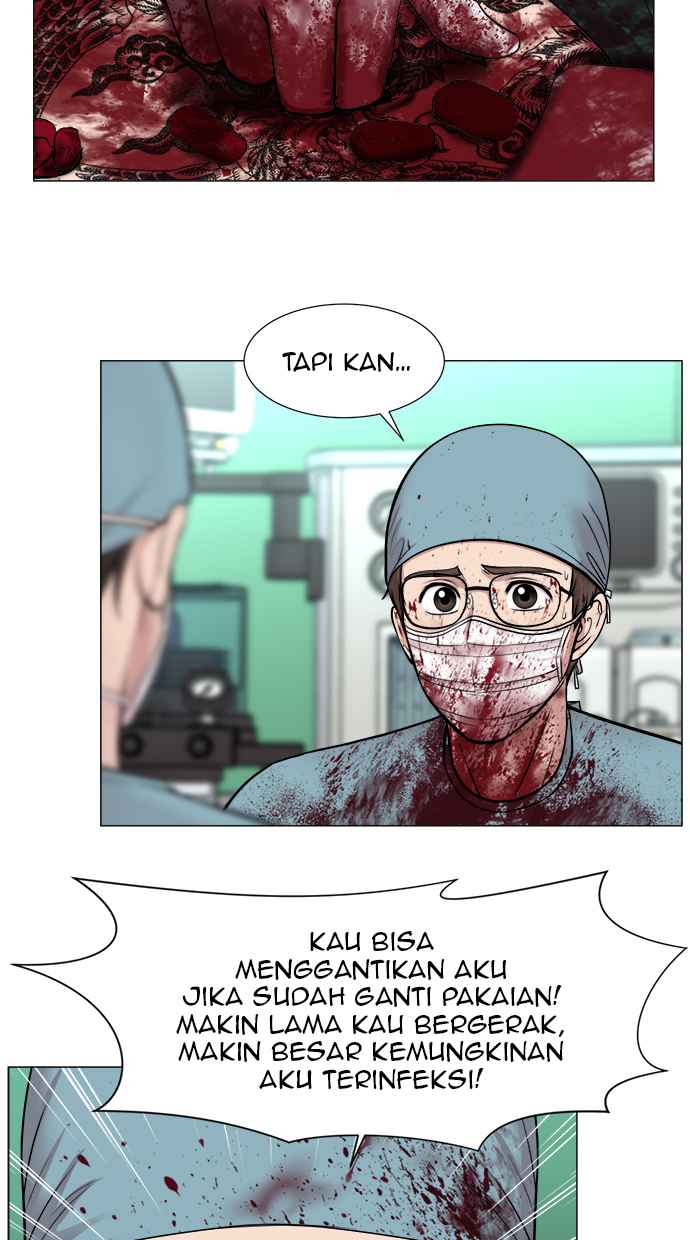 TAPI KAN...
KAU BISA
MENGGANTIKAN AKU
JIKA SUDAH GANTI PAKAIAN!
MAKIN LAMA KAU BERGERAK,
MAKIN BESAR KEMUNGKINAN
AKU TERINFEKSI!